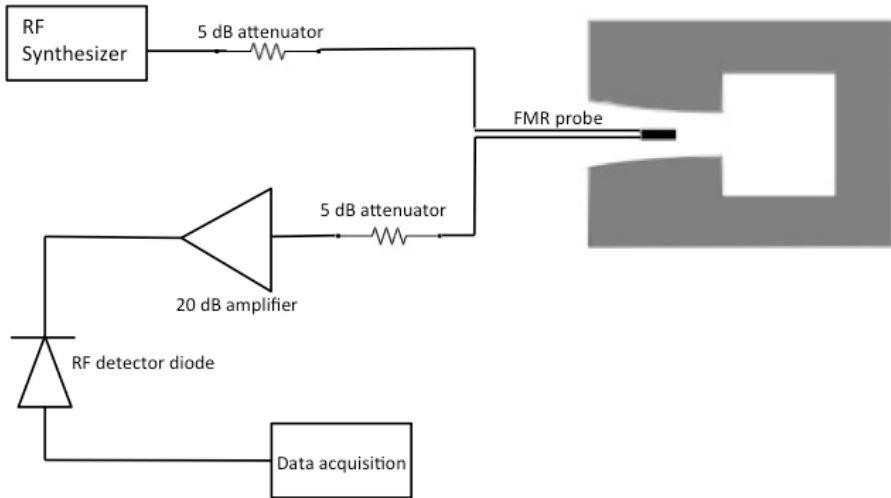 RF
Synthesizer
5 dB attenuator
FMR probe
5 dB attenuator
20 dB amplifier
RF detector diode
Data acquisition